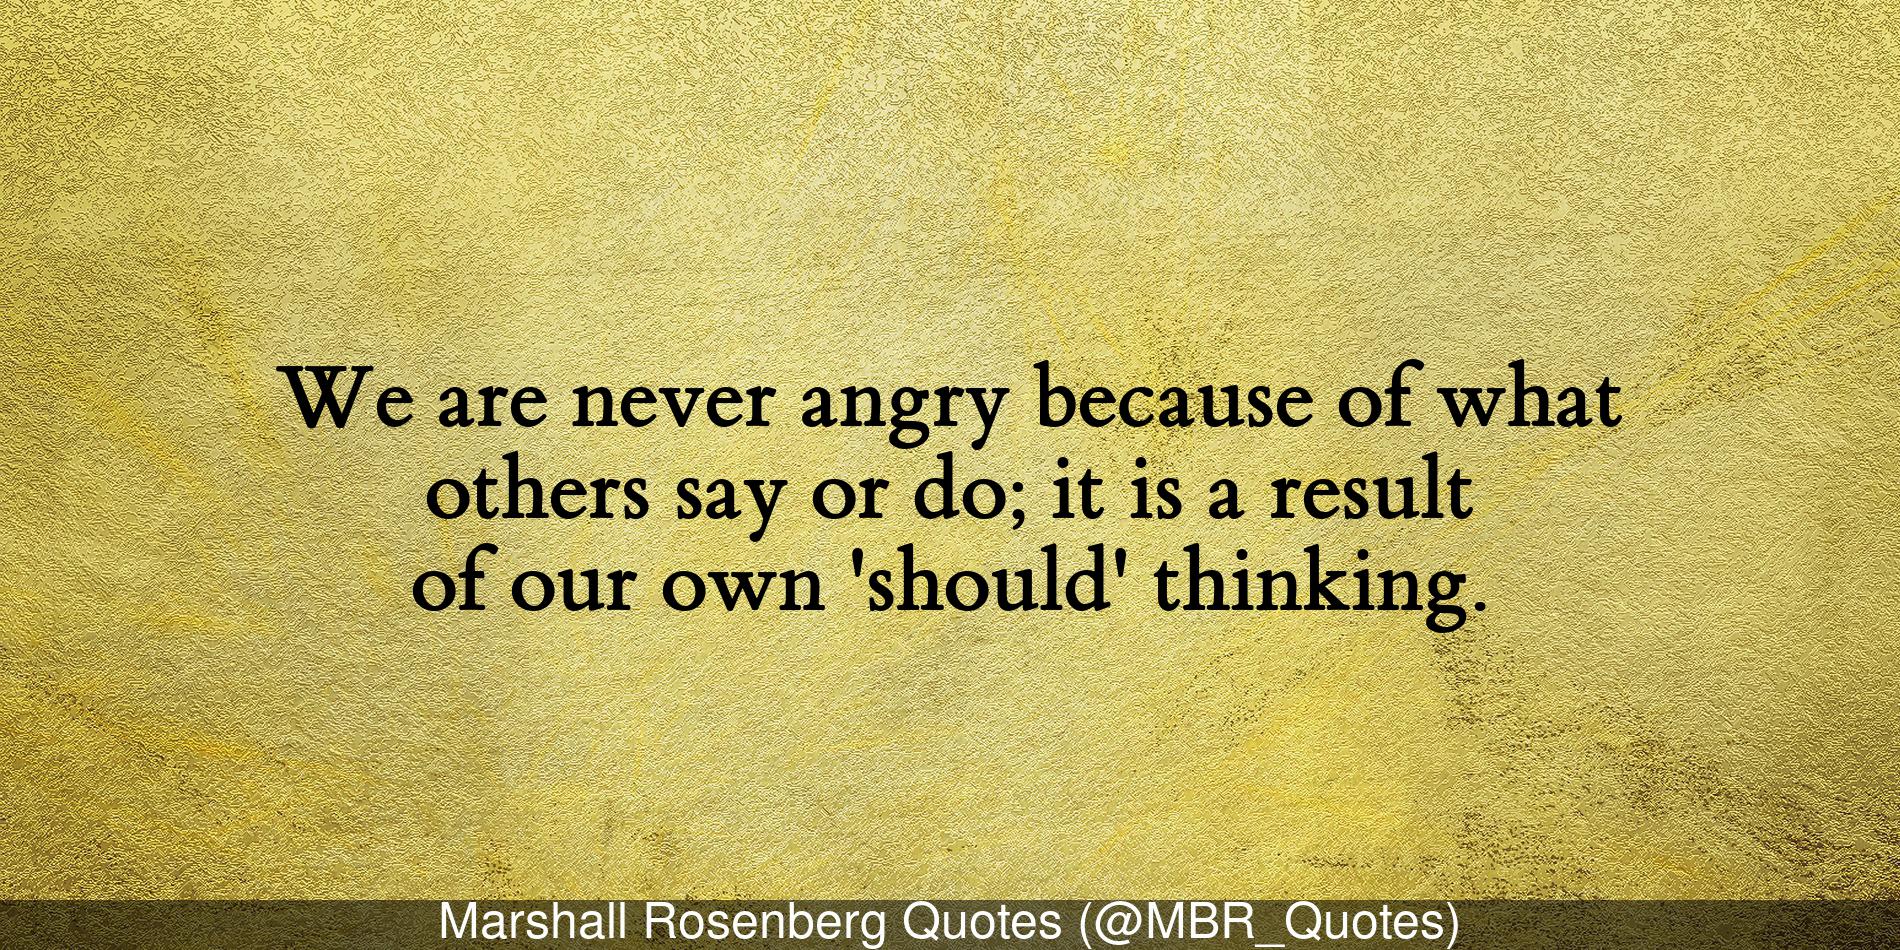 We are never angry because of what
others say or do; it is a result
of our own 'should' thinking.
Marshall Rosenberg Quotes (@MBR_Quotes)